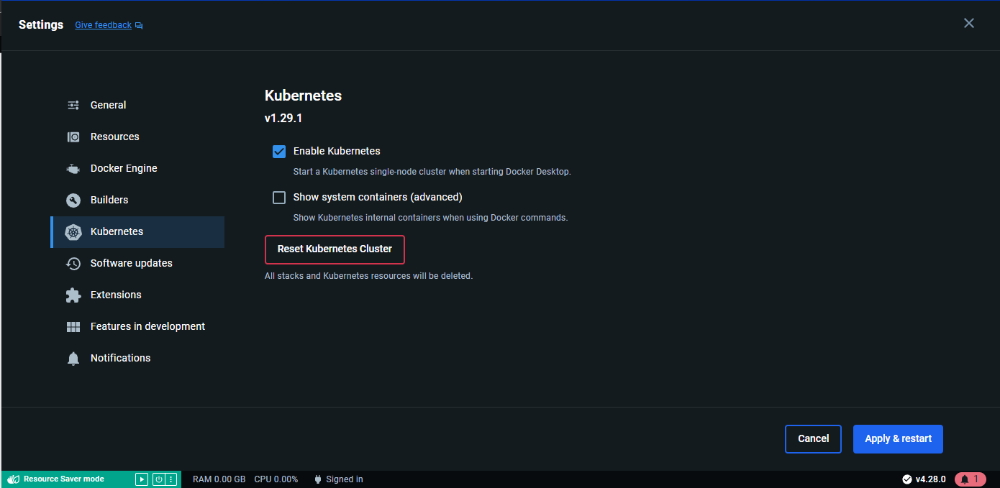 Settings Give feedback
General
Resources
Docker Engine
Builders
Kubernetes
Software updates
Extensions
Features in development
Notifications
Kubernetes
v1.29.1
Enable Kubernetes
Start a Kubernetes single-node cluster when starting Docker Desktop.
Show system containers (advanced)
Show Kubernetes internal containers when using Docker commands.
Reset Kubernetes Cluster
All stacks and Kubernetes resources will be deleted.
Cancel Apply & restart
Resource Saver mode RAM 0.00 GB CPU 0.00% Signed in v4.28.0 1